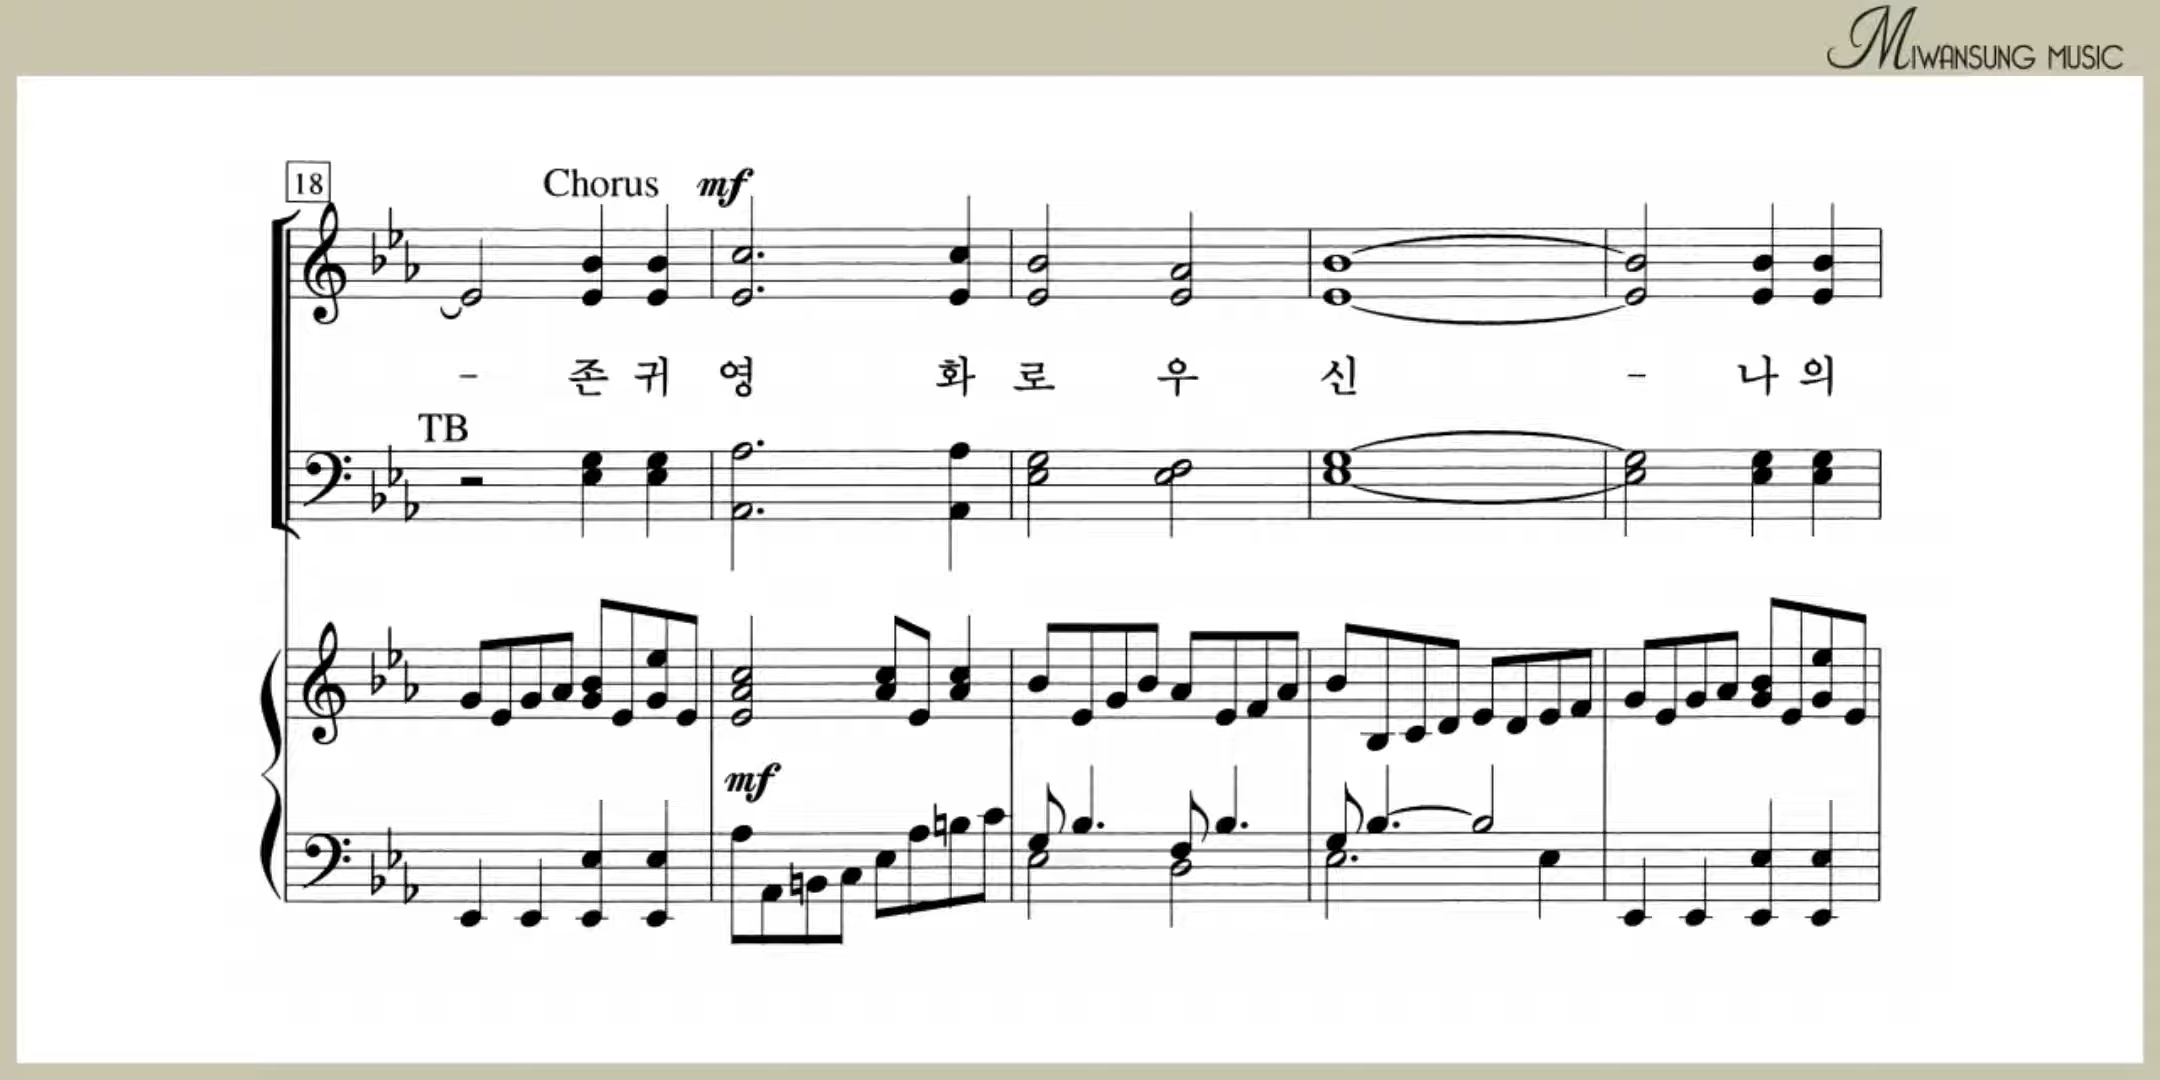 MIWANSUNG MUSIC
18
Chorus mf
- 존 귀 영 화 로 우 신 - 나 의
TB
mf